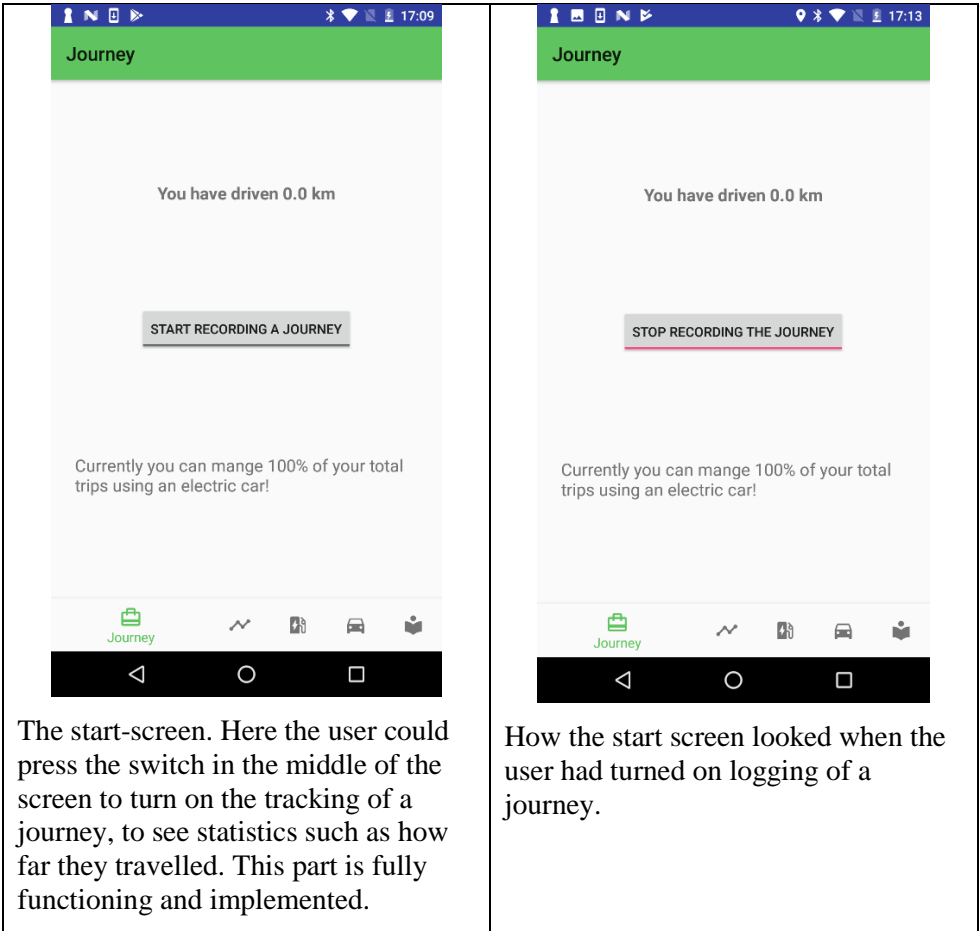 17:09
Journey
You have driven 0.0 km
START RECORDING A JOURNEY
Currently you can mange 100% of your total
trips using an electric car!
Journey
The start-screen. Here the user could
press the switch in the middle of the
screen to turn on the tracking of a
journey, to see statistics such as how
far they travelled. This part is fully
functioning and implemented.
17:13
Journey
You have driven 0.0 km
STOP RECORDING THE JOURNEY
Currently you can mange 100% of your total
trips using an electric car!
Journey
How the start screen looked when the
user had turned on logging of a
journey.